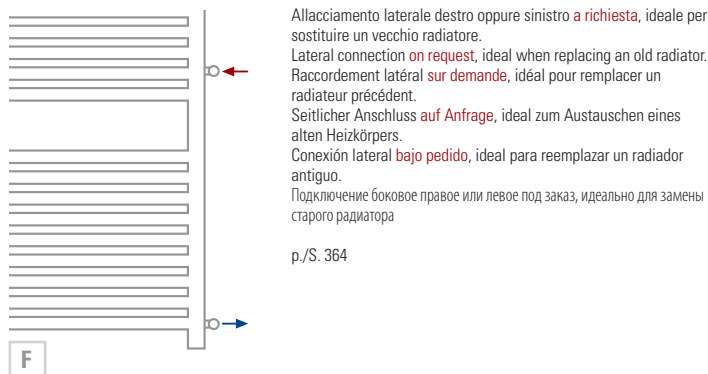 Allacciamento laterale destro oppure sinistro a richiesta, ideale per
sostituire un vecchio radiatore.
Lateral connection on request, ideal when replacing an old radiator.
Raccordement latéral sur demande, idéal pour remplacer un
radiateur précédent.
Seitlicher Anschluss auf Anfrage, ideal zum Austauschen eines
alten Heizkörpers.
Conexión lateral bajo pedido, ideal para reemplazar un radiador
antiguo.
Подключение боковое правое или левое под заказ, идеально для замены
старого радиатора
p./S. 364
F